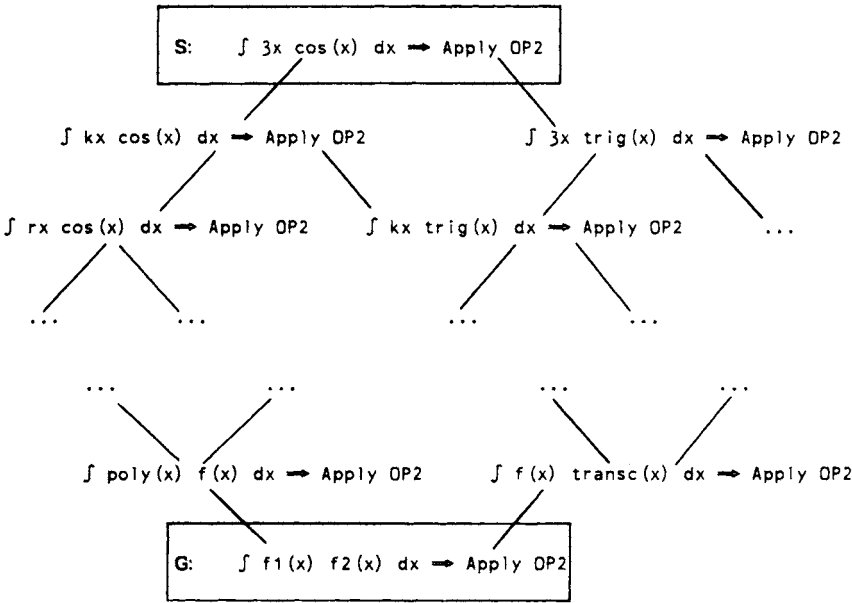 S: ∫ 3x cos(x) dx ➡ Apply OP2
∫ kx cos(x) dx ➡ Apply OP2
∫ 3x trig(x) dx ➡ Apply OP2
∫ rx cos(x) dx ➡ Apply OP2
∫ kx trig(x) dx ➡ Apply OP2
...
... ... ... ...
... ... ... ...
∫ poly(x) f(x) dx ➡ Apply OP2
∫ f(x) transc(x) dx ➡ Apply OP2
G: ∫ f1(x) f2(x) dx ➡ Apply OP2